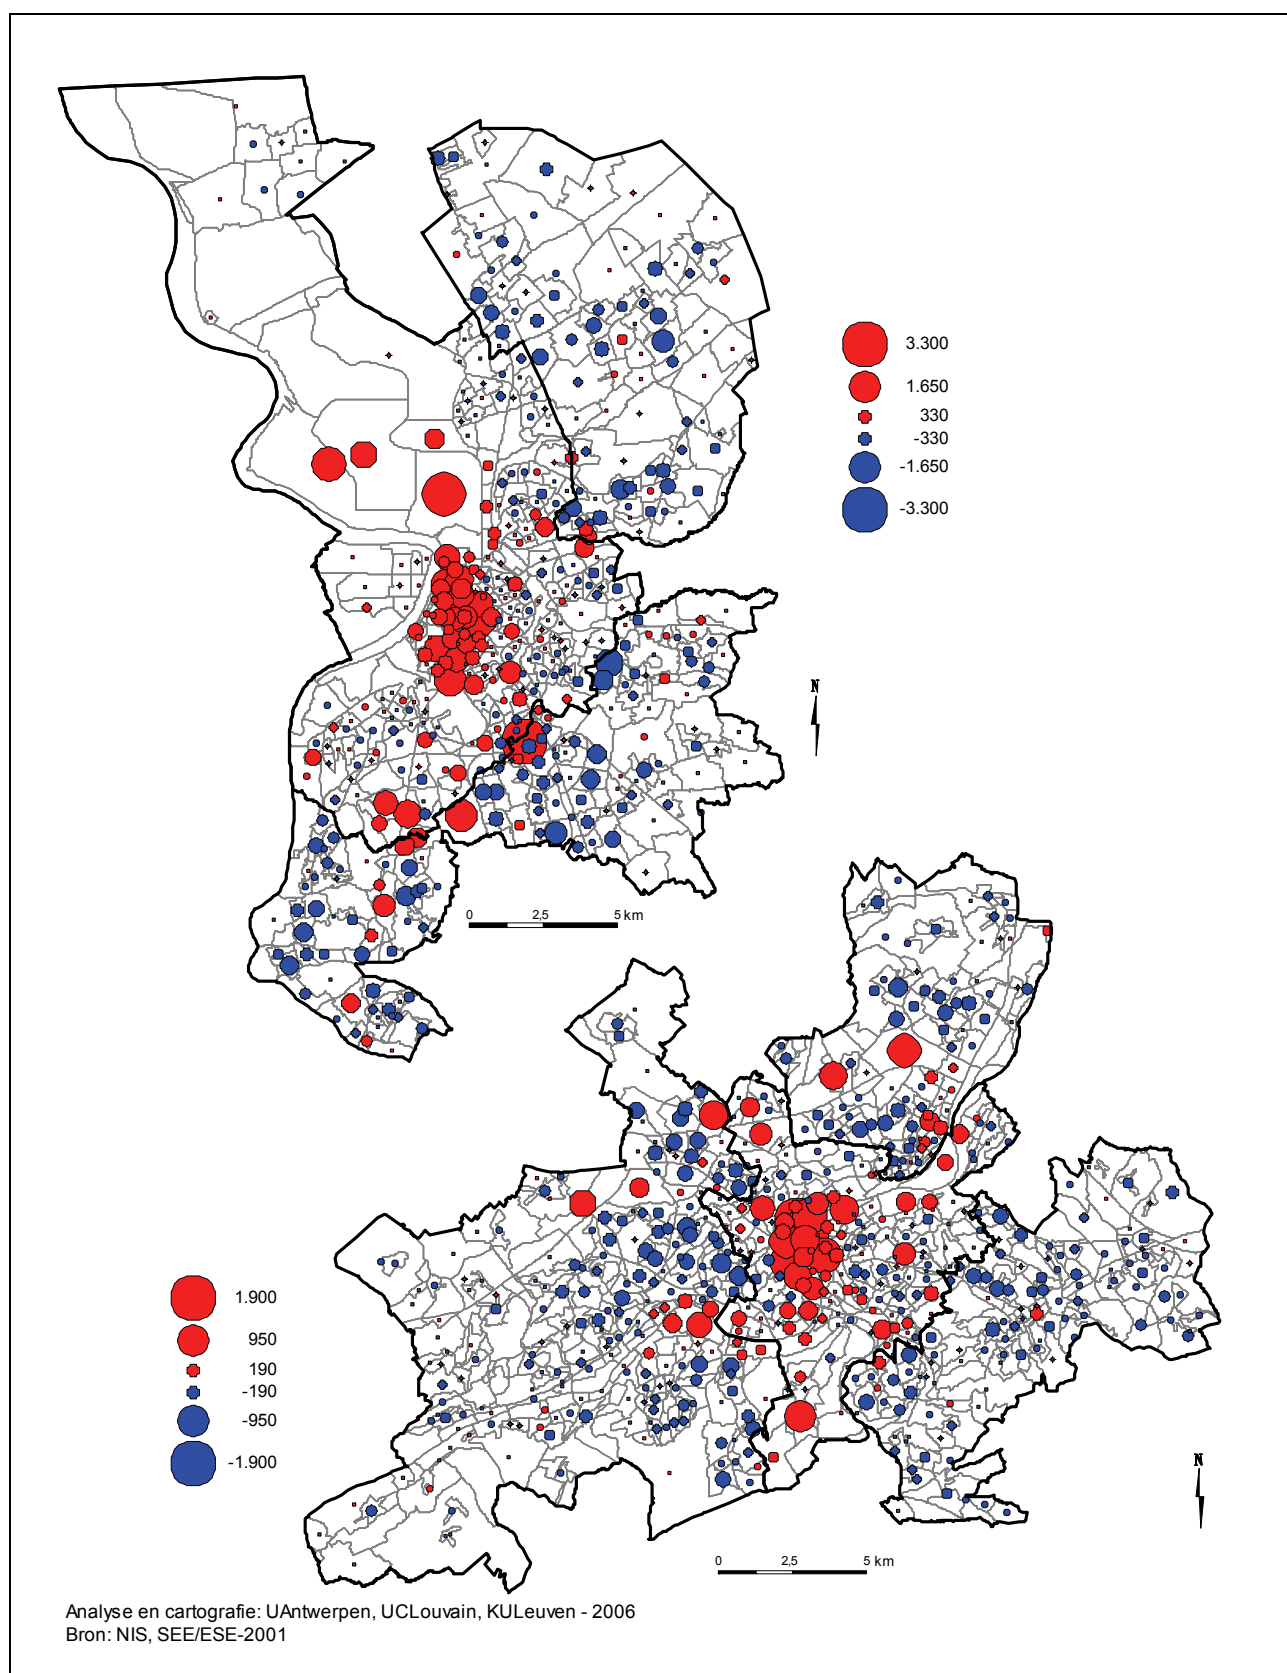 3.300
1.650
330
-330
-1.650
-3.300
N
0 2,5 5 km
1.900
950
190
-190
-950
-1.900
N
0 2,5 5 km
Analyse en cartografie: UAntwerpen, UCLouvain, KULeuven - 2006
Bron: NIS, SEE/ESE-2001